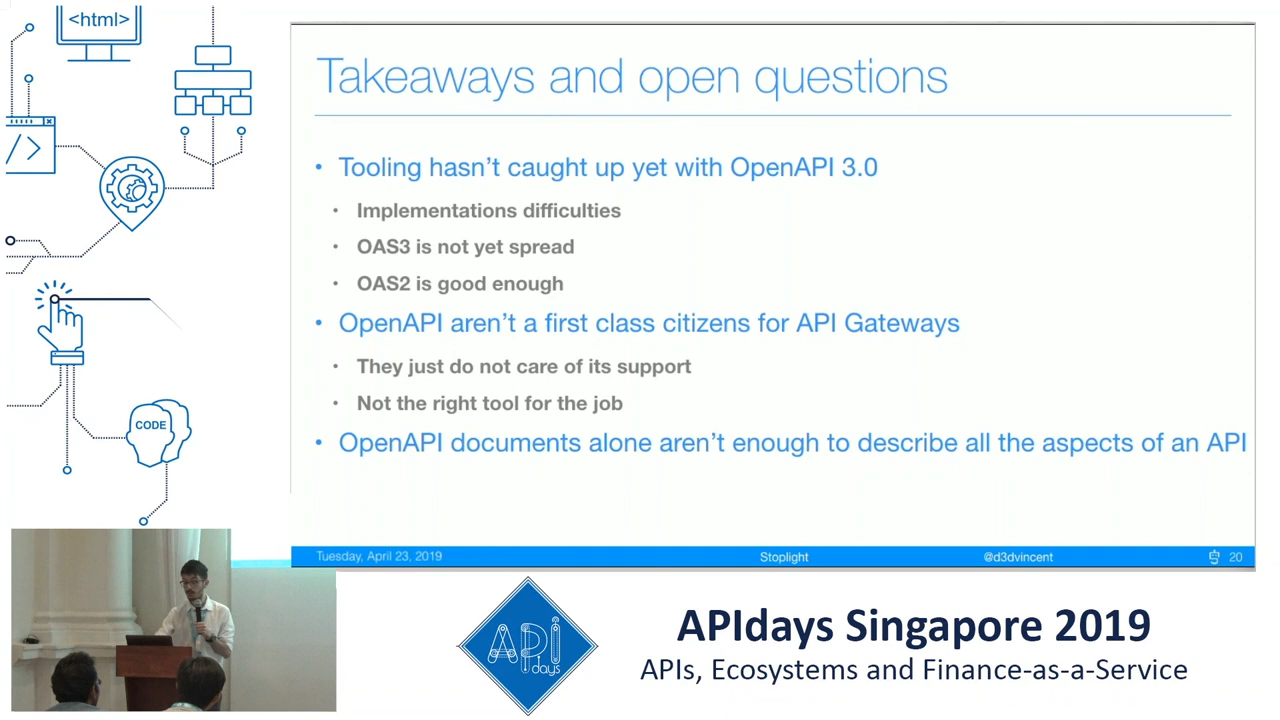 <html>
Takeaways and open questions
• Tooling hasn't caught up yet with OpenAPI 3.0
• Implementations difficulties
• OAS3 is not yet spread
• OAS2 is good enough
• OpenAPI aren't a first class citizens for API Gateways
• They just do not care of its support
• Not the right tool for the job
• OpenAPI documents alone aren't enough to describe all the aspects of an API
</>
CODE
Tuesday, April 23, 2019 Stoplight @d3dvincent 20
API days
APIdays Singapore 2019
APIs, Ecosystems and Finance-as-a-Service